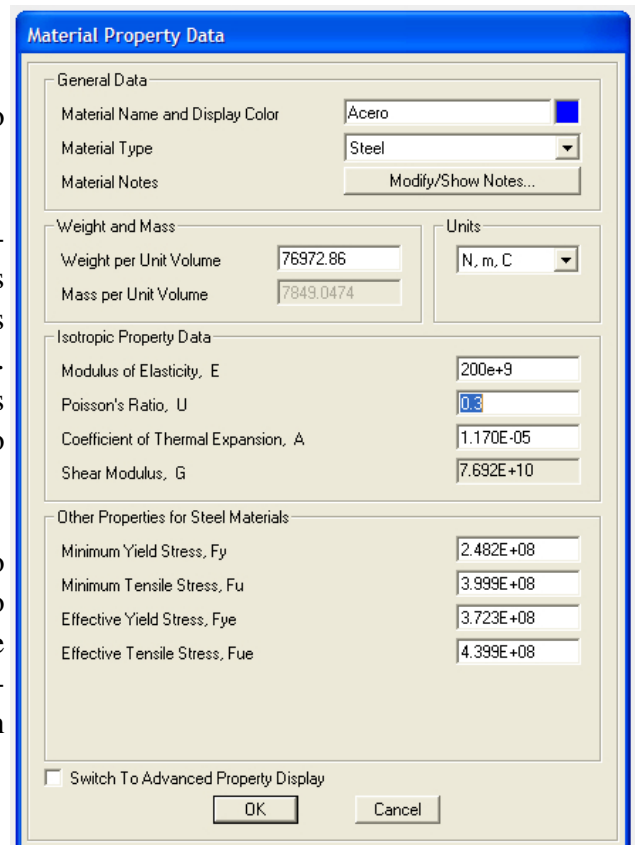 Material Property Data
General Data
Material Name and Display Color Acero
Material Type Steel
Material Notes Modify/Show Notes...
Weight and Mass Units
Weight per Unit Volume 76972.86 N, m, C
Mass per Unit Volume 7849.0474
Isotropic Property Data
Modulus of Elasticity, E 200e+9
Poisson's Ratio, U 0.3
Coefficient of Thermal Expansion, A 1.170E-05
Shear Modulus, G 7.692E+10
Other Properties for Steel Materials
Minimum Yield Stress, Fy 2.482E+08
Minimum Tensile Stress, Fu 3.999E+08
Effective Yield Stress, Fye 3.723E+08
Effective Tensile Stress, Fue 4.399E+08
Switch To Advanced Property Display
OK Cancel